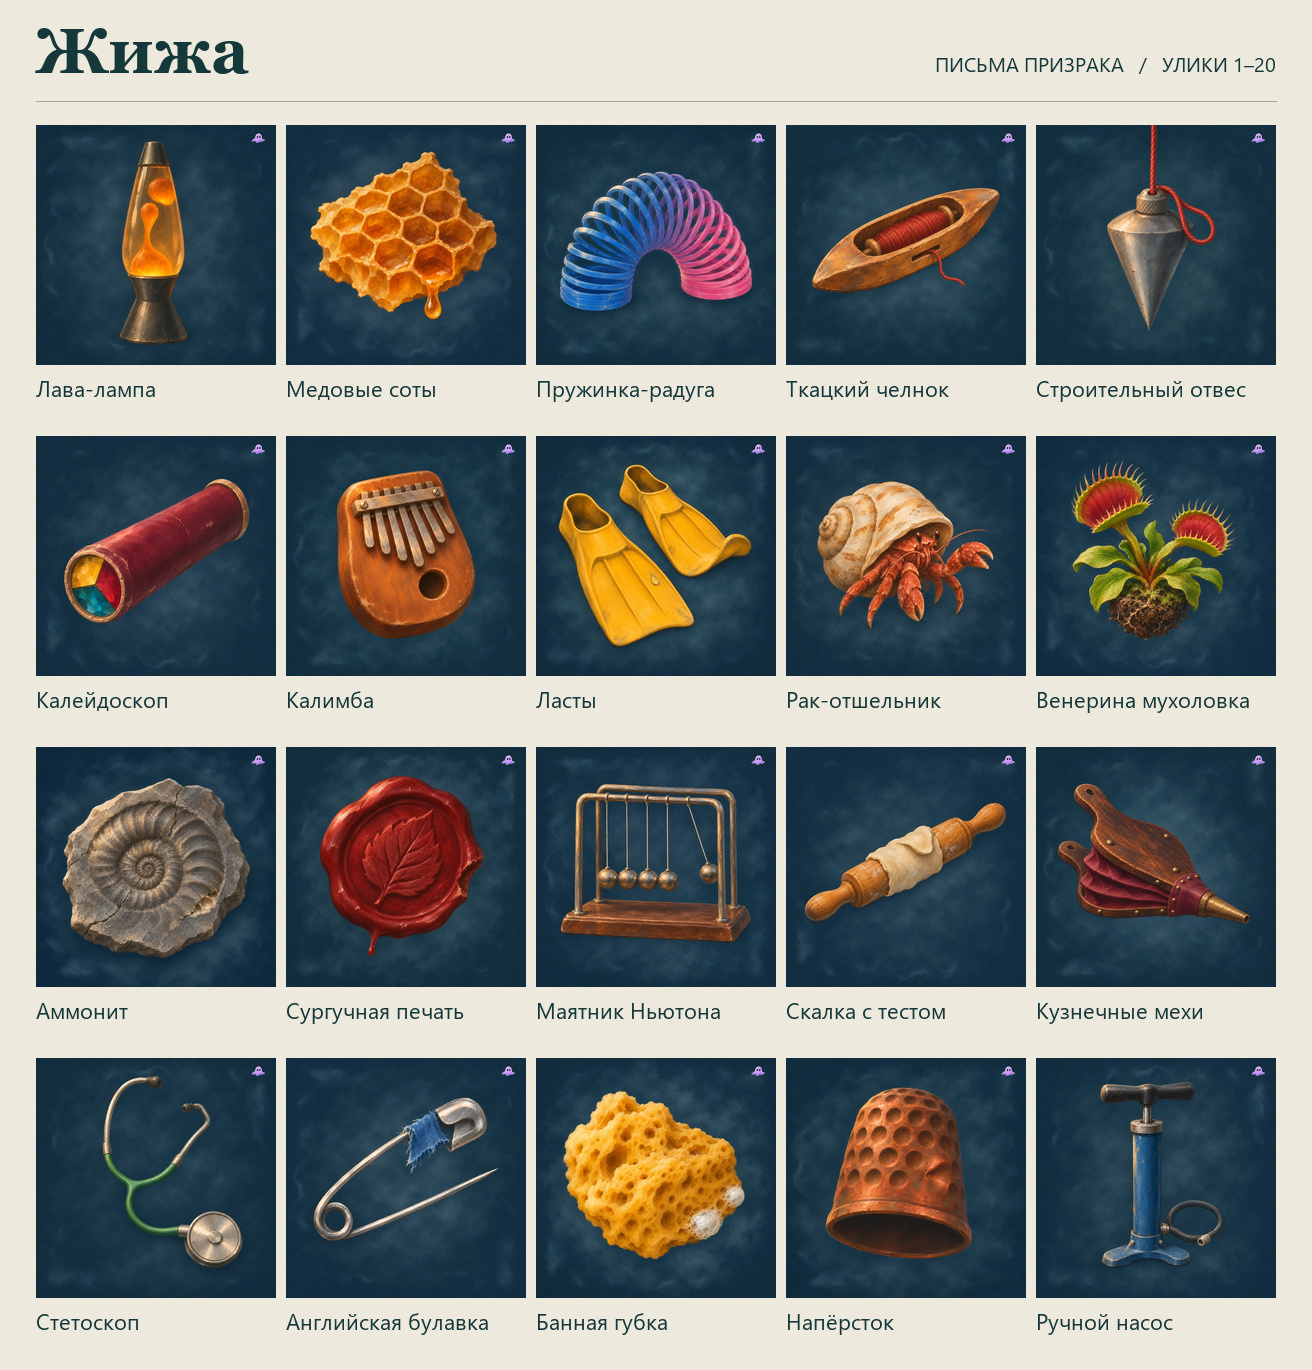 Жижа
ПИСЬМА ПРИЗРАКА / УЛИКИ 1–20
Лава-лампа
Медовые соты
Пружинка-радуга
Ткацкий челнок
Строительный отвес
Калейдоскоп
Калимба
Ласты
Рак-отшельник
Венерина мухоловка
Аммонит
Сургучная печать
Маятник Ньютона
Скалка с тестом
Кузнечные мехи
Стетоскоп
Английская булавка
Банная губка
Напёрсток
Ручной насос